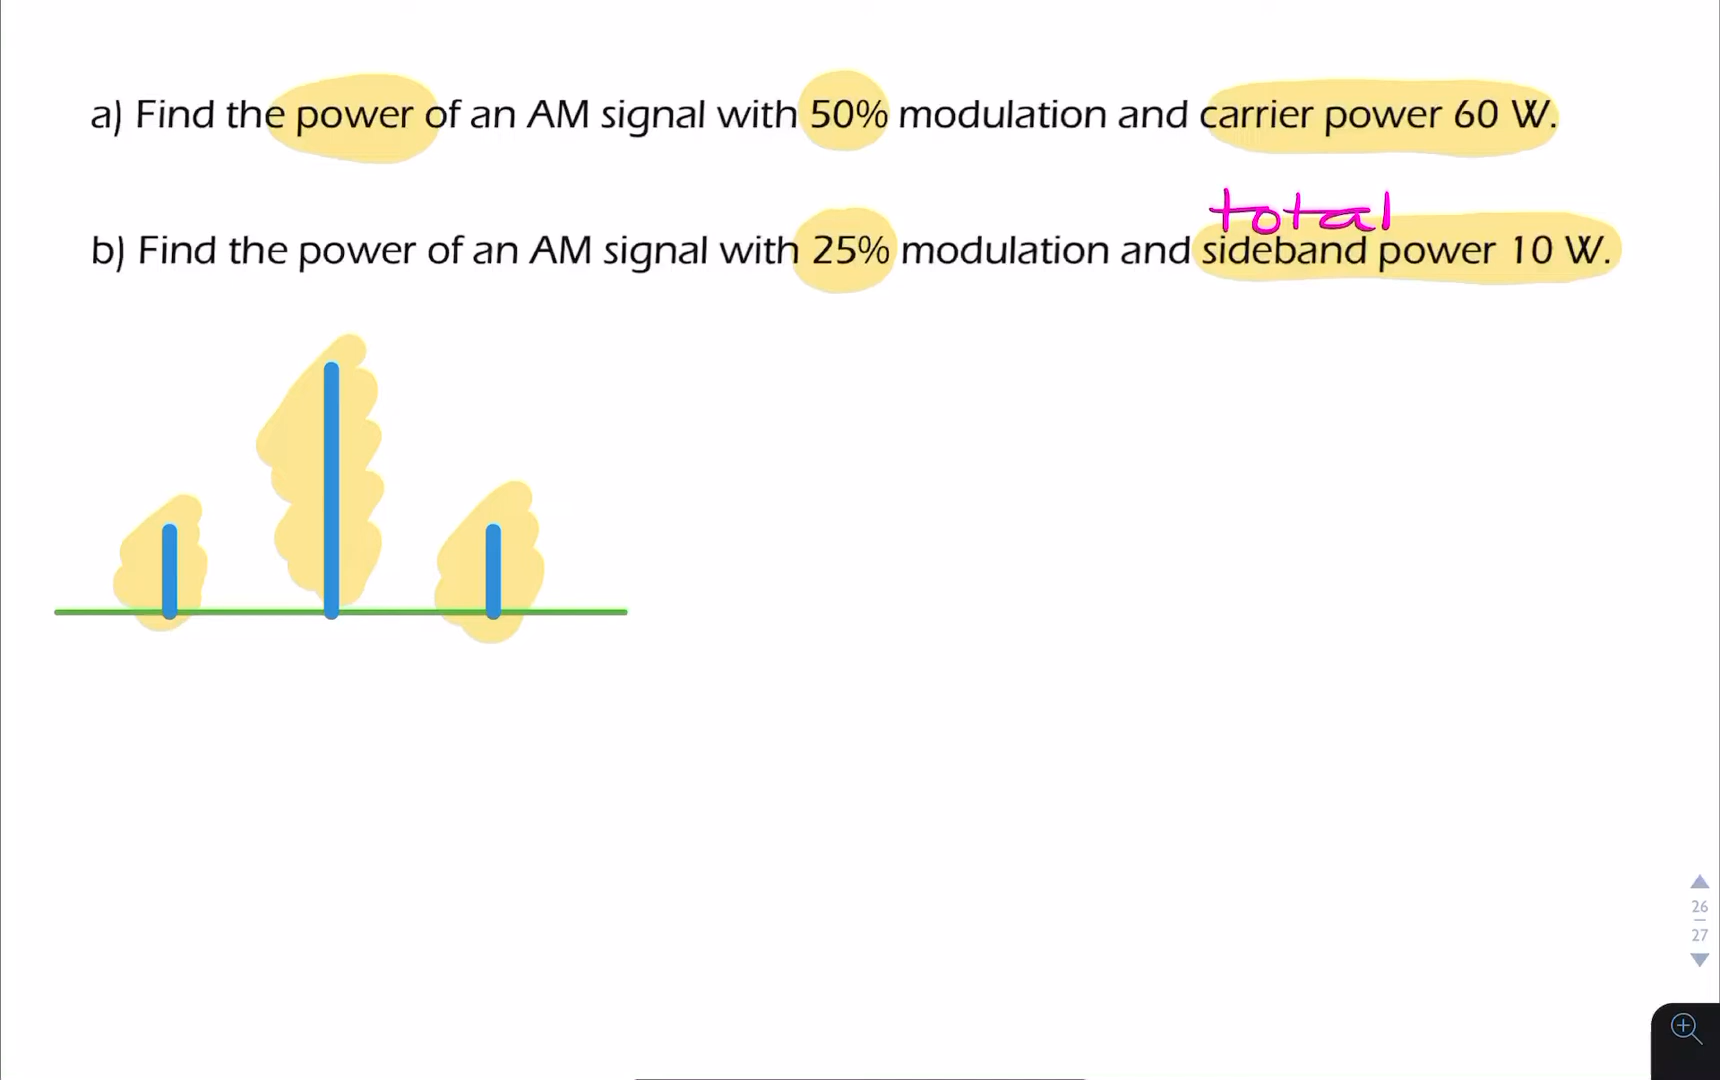 a) Find the power of an AM signal with 50% modulation and carrier power 60 W.
total
b) Find the power of an AM signal with 25% modulation and sideband power 10 W.
26
27